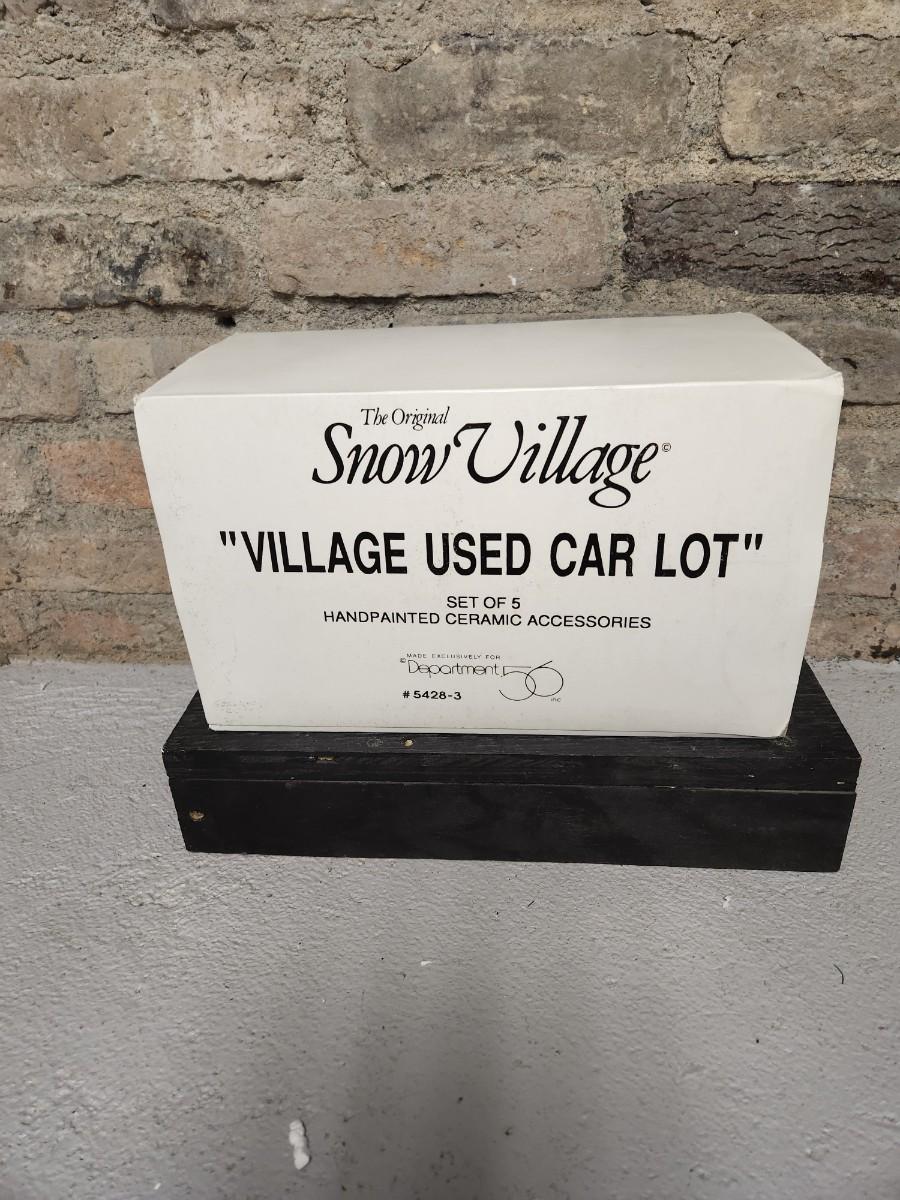 The Original
Snow Village©
"VILLAGE USED CAR LOT"
SET OF 5
HANDPAINTED CERAMIC ACCESSORIES
MADE EXCLUSIVELY FOR
©Department 56 inc
#5428-3